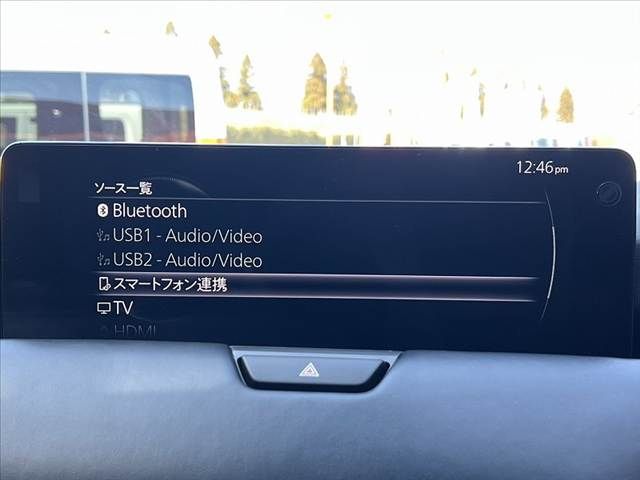 12:46pm
ソース一覧
Bluetooth
USB1 - Audio/Video
USB2 - Audio/Video
スマートフォン連携
TV
HDMI